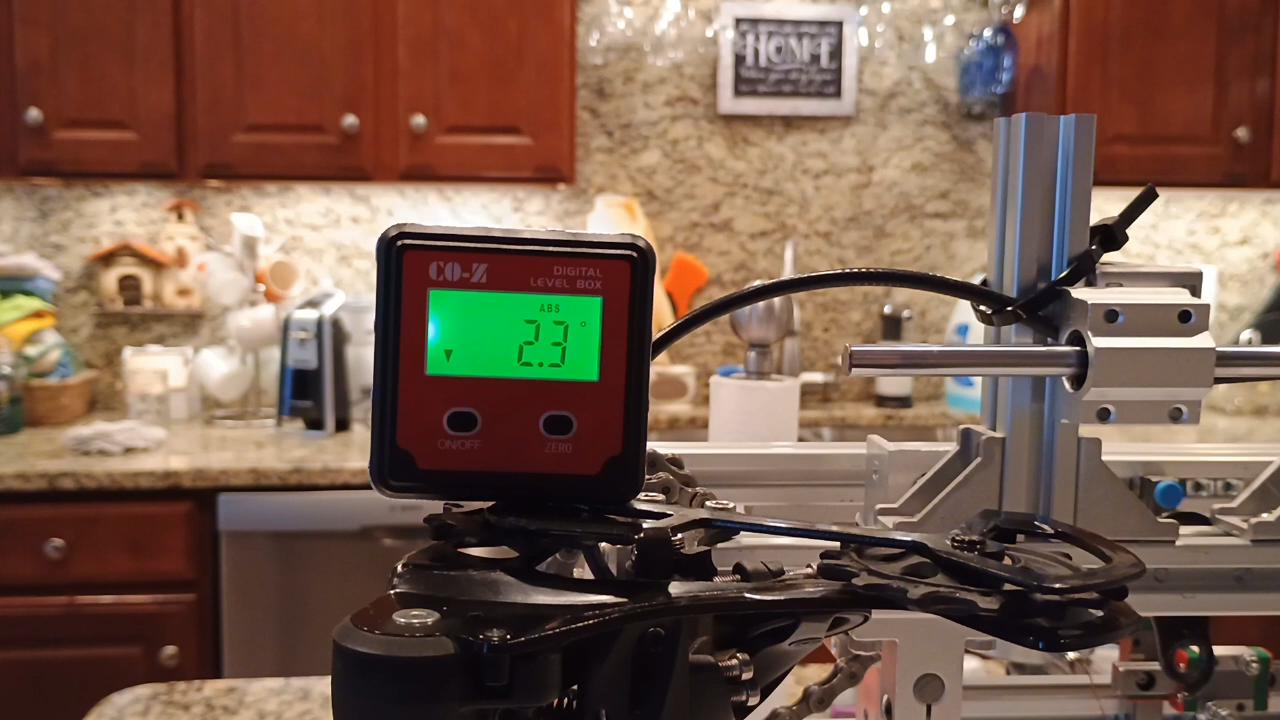 HOME
CO-Z
DIGITAL
LEVEL BOX
ABS
2.3°
ON/OFF
ZERO